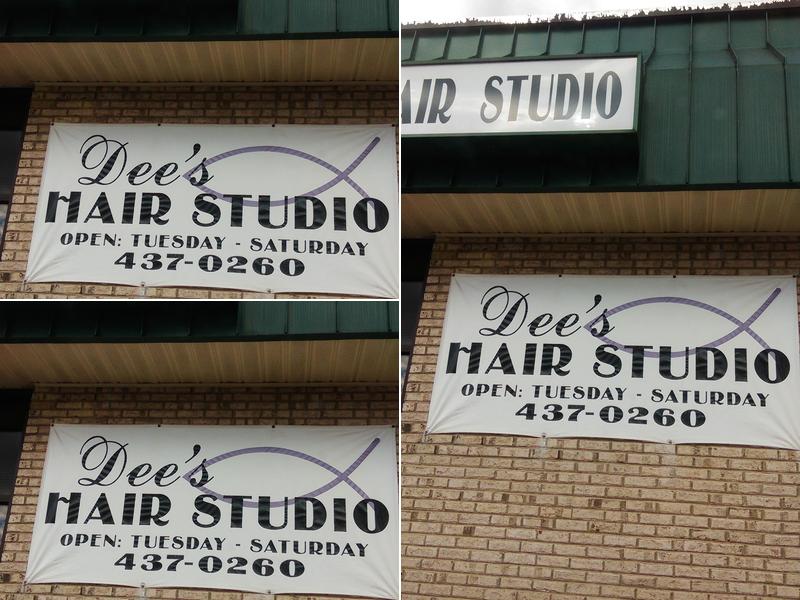 Dee's
HAIR STUDIO
OPEN: TUESDAY - SATURDAY
437-0260
HAIR STUDIO
Dee's
HAIR STUDIO
OPEN: TUESDAY - SATURDAY
437-0260
Dee's
HAIR STUDIO
OPEN: TUESDAY - SATURDAY
437-0260